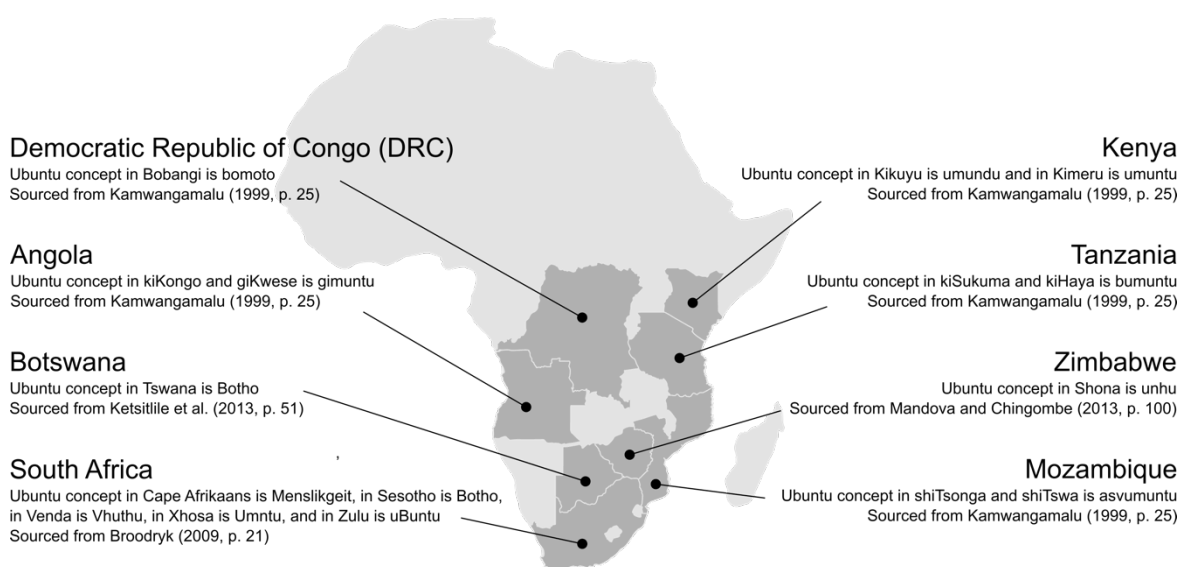 Democratic Republic of Congo (DRC)
Ubuntu concept in Bobangi is bomoto
Sourced from Kamwangamalu (1999, p. 25)
Angola
Ubuntu concept in kiKongo and giKwese is gimuntu
Sourced from Kamwangamalu (1999, p. 25)
Botswana
Ubuntu concept in Tswana is Botho
Sourced from Ketsitlile et al. (2013, p. 51)
,
South Africa
Ubuntu concept in Cape Afrikaans is Menslikgeit, in Sesotho is Botho,
in Venda is Vhuthu, in Xhosa is Umntu, and in Zulu is uBuntu
Sourced from Broodryk (2009, p. 21)
Kenya
Ubuntu concept in Kikuyu is umundu and in Kimeru is umuntu
Sourced from Kamwangamalu (1999, p. 25)
Tanzania
Ubuntu concept in kiSukuma and kiHaya is bumuntu
Sourced from Kamwangamalu (1999, p. 25)
Zimbabwe
Ubuntu concept in Shona is unhu
Sourced from Mandova and Chingombe (2013, p. 100)
Mozambique
Ubuntu concept in shiTsonga and shiTswa is asvumuntu
Sourced from Kamwangamalu (1999, p. 25)